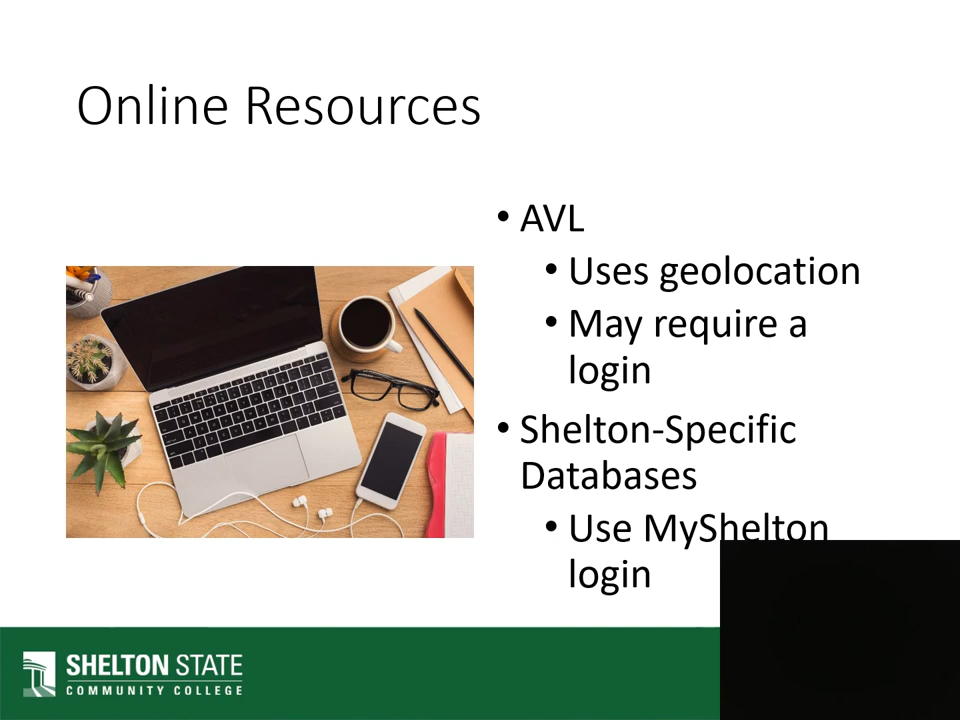 Online Resources
• AVL
• Uses geolocation
• May require a
login
• Shelton-Specific
Databases
• Use MyShelton
login
SHELTON STATE
COMMUNITY COLLEGE